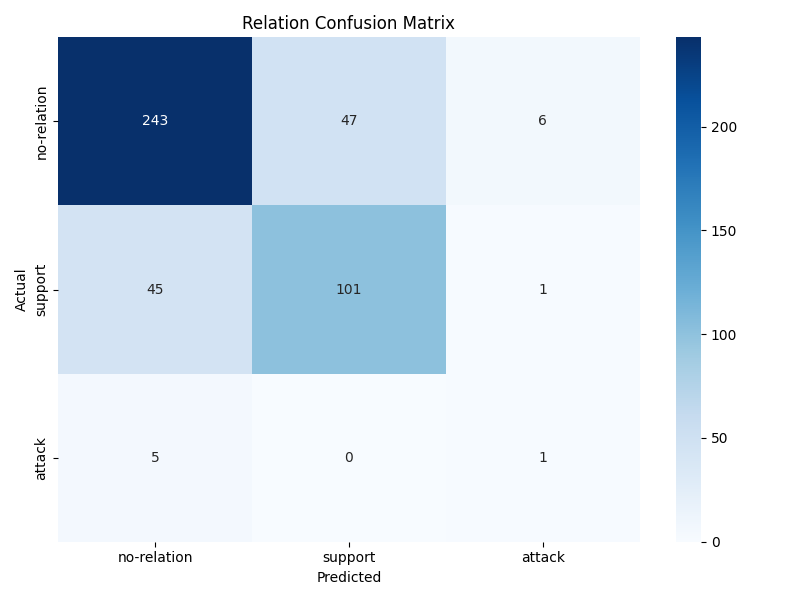 Relation Confusion Matrix
no-relation
243
47
6
support
45
101
1
attack
5
0
1
Actual
no-relation
support
attack
Predicted
200
150
100
50
0